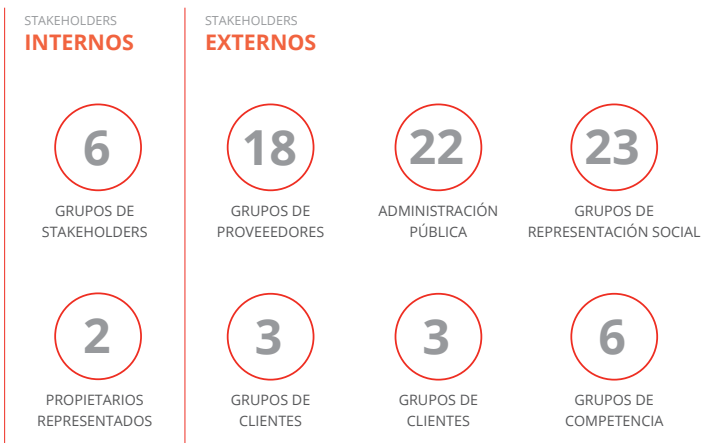 STAKEHOLDERS
INTERNOS
6
GRUPOS DE
STAKEHOLDERS
2
PROPIETARIOS
REPRESENTADOS
STAKEHOLDERS
EXTERNOS
18
GRUPOS DE
PROVEEEDORES
22
ADMINISTRACIÓN
PÚBLICA
23
GRUPOS DE
REPRESENTACIÓN SOCIAL
3
GRUPOS DE
CLIENTES
3
GRUPOS DE
CLIENTES
6
GRUPOS DE
COMPETENCIA